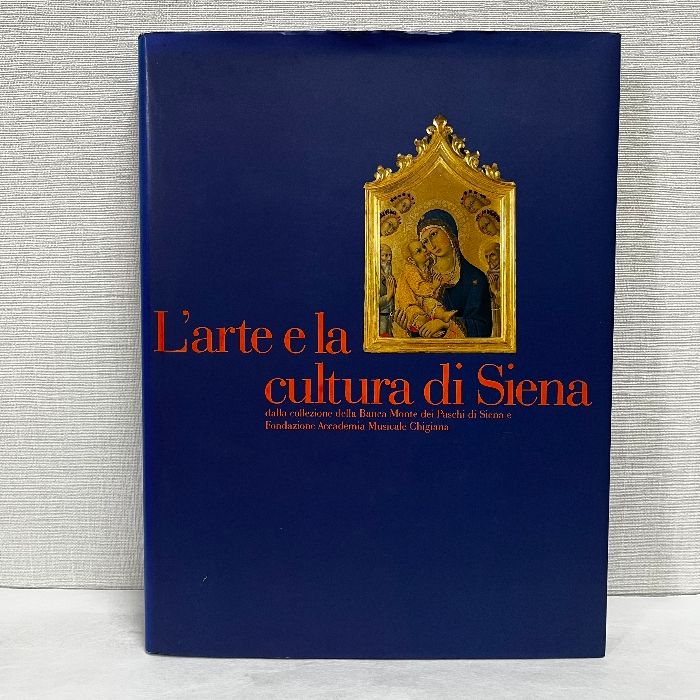 L'arte e la
cultura di Siena
dalla collezione della Banca Monte dei Paschi di Siena e
Fondazione Accademia Musicale Chigiana